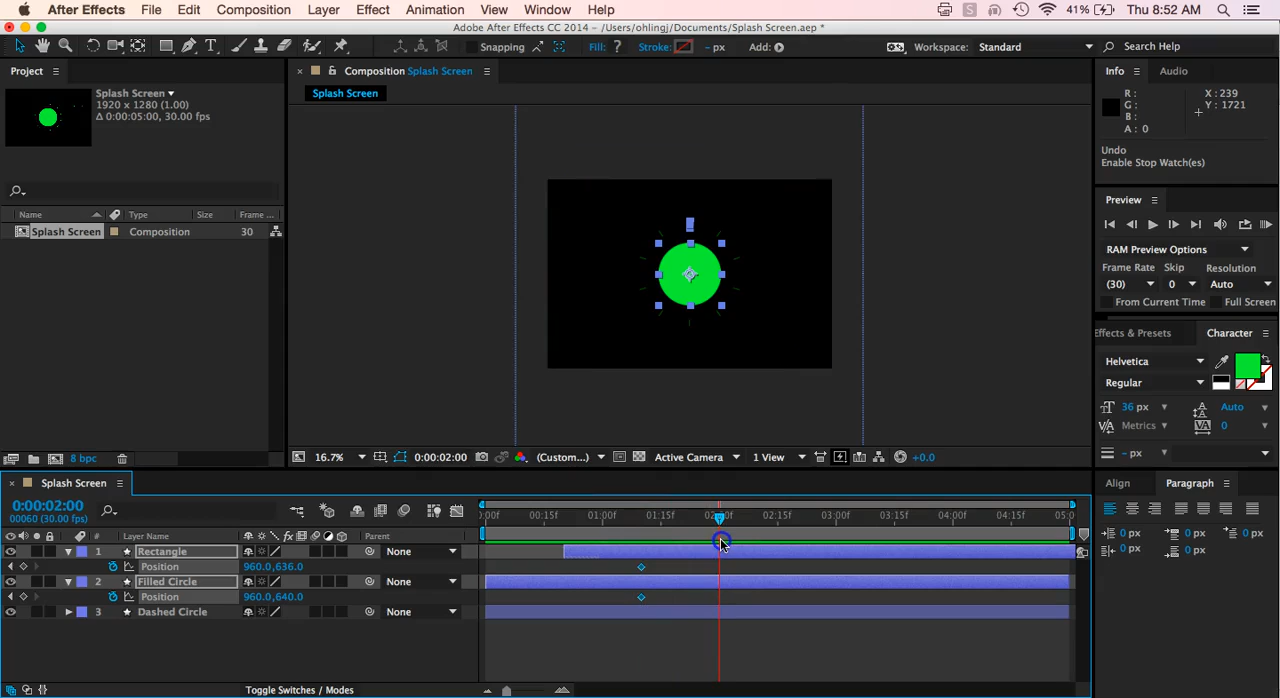 After Effects File Edit Composition Layer Effect Animation View Window Help 41% Thu 8:52 AM
Adobe After Effects CC 2014 - /Users/ohlingj/Documents/Splash Screen.aep *
Snapping Fill: ? Stroke: - px Add: Workspace: Standard Search Help
Project
Splash Screen▼
1920 x 1280 (1.00)
Δ 0:00:05:00, 30.00 fps
Name Type Size Frame ...
Splash Screen Composition 30
8 bpc
Composition Splash Screen
Splash Screen
16.7% 0:00:02:00 (Custom...) Active Camera 1 View +0.0
Info Audio
R: X: 239
G: Y: 1721
B:
A: 0
Undo
Enable Stop Watch(es)
Preview
RAM Preview Options
Frame Rate Skip Resolution
(30) 0 Auto
From Current Time Full Screen
Effects & Presets Character
Helvetica
Regular
36 px Auto
Metrics 0
- px
Align Paragraph
0 px 0 px 0 px
0 px 0 px
Splash Screen
0:00:02:00
00060 (30.00 fps)
:00f 00:15f 01:00f 01:15f 02:00f 02:15f 03:00f 03:15f 04:00f 04:15f 05:0
# Layer Name Parent
1 Rectangle None
Position 960.0,636.0
2 Filled Circle None
Position 960.0,640.0
3 Dashed Circle None
Toggle Switches / Modes